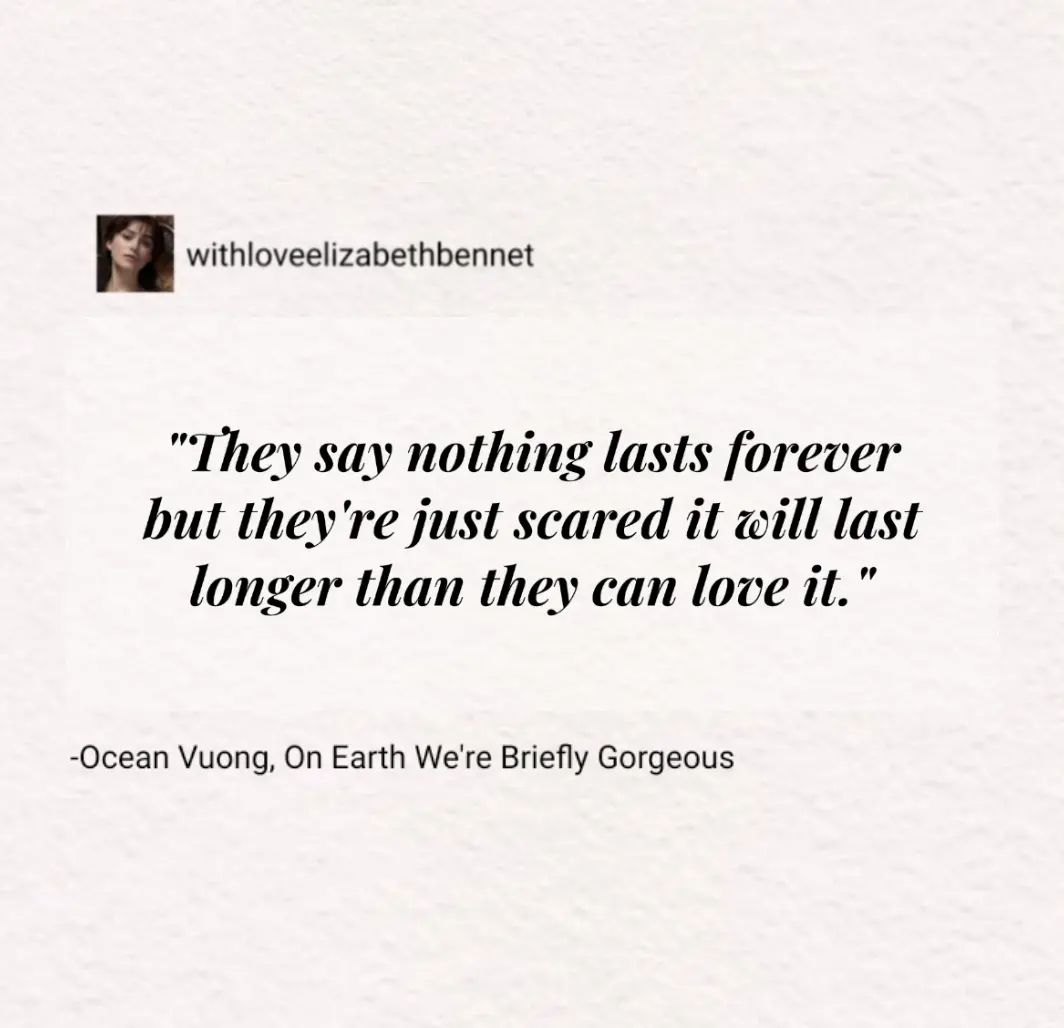 withloveelizabethbennet
"They say nothing lasts forever
but they're just scared it will last
longer than they can love it."
-Ocean Vuong, On Earth We're Briefly Gorgeous